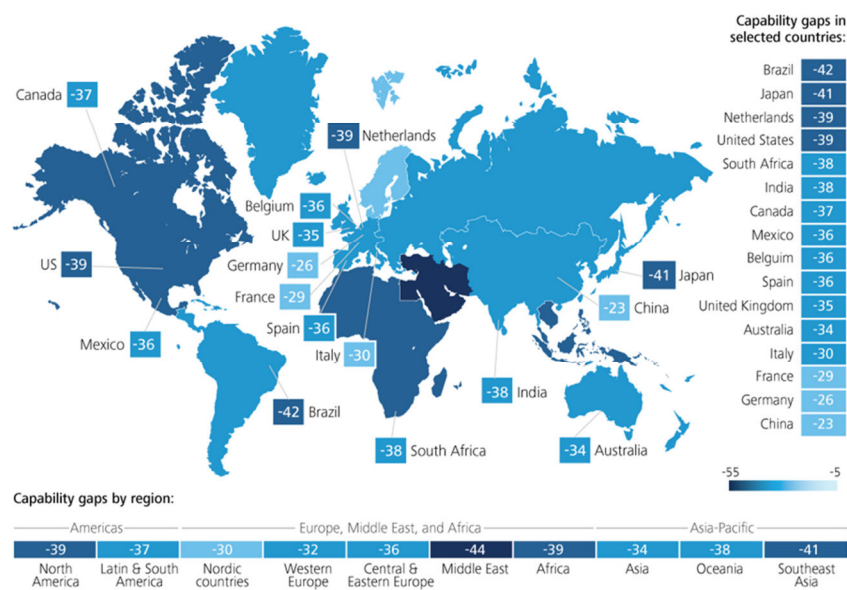 Capability gaps in
selected countries:
Brazil -42
Japan -41
Netherlands -39
United States -39
South Africa -38
India -38
Canada -37
Mexico -36
Belguim -36
Spain -36
United Kingdom -35
Australia -34
Italy -30
France -29
Germany -26
China -23
-55 -5
Canada -37
-39 Netherlands
Belgium -36
UK -35
Germany -26
US -39
France -29
-41 Japan
-23 China
Spain -36
Mexico -36
Italy -30
-38 India
-42 Brazil
-38 South Africa
-34 Australia
Capability gaps by region:
Americas Europe, Middle East, and Africa Asia-Pacific
-39 -37 -30 -32 -36 -44 -39 -34 -38 -41
North Latin & South Nordic Western Central & Middle East Africa Asia Oceania Southeast
America America countries Europe Eastern Europe Asia